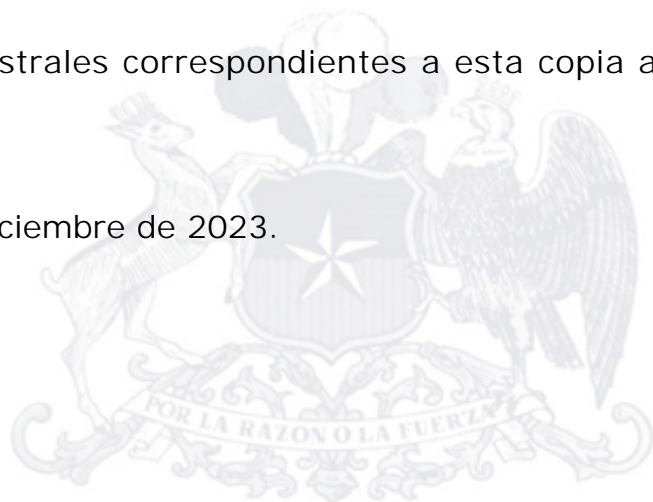 strales correspondientes a esta copia a
ciembre de 2023.
POR LA RAZON O LA FUERZA